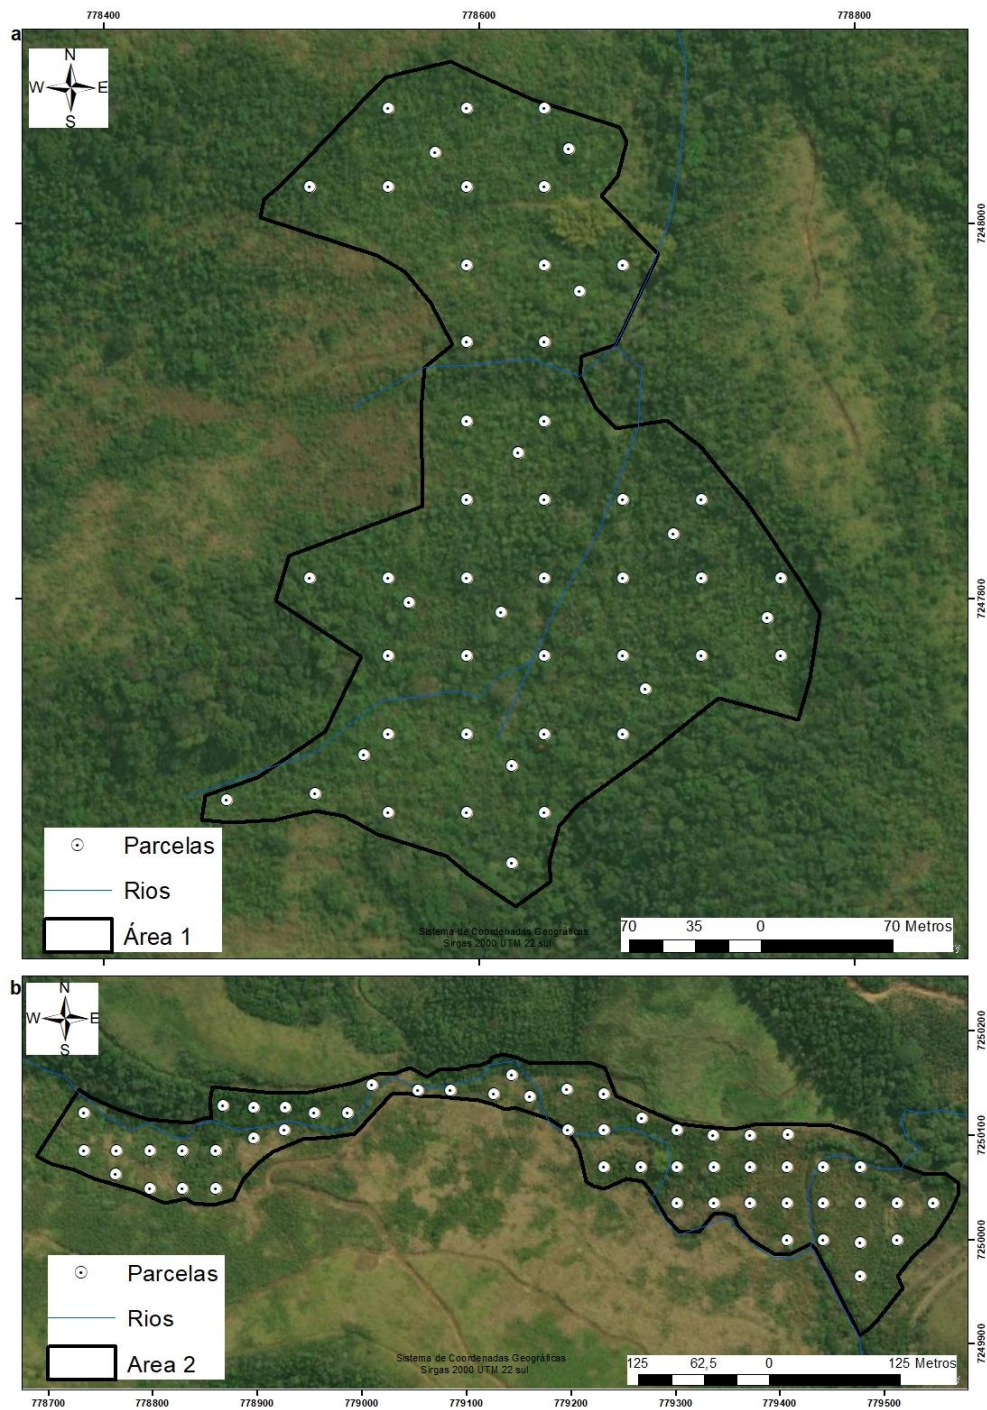 778400 778600 778800
a
N
W E
S
7248000
7247800
Parcelas
Rios
Área 1
Sistema de Coordenadas Geográficas
Sirgas 2000 UTM 22 sul
70 35 0 70 Metros
b
N
W E
S
7250200
7250100
7250000
7249900
Parcelas
Rios
Area 2
Sistema de Coordenadas Geográficas
Sirgas 2000 UTM 22 sul
125 62,5 0 125 Metros
778700 778800 778900 779000 779100 779200 779300 779400 779500